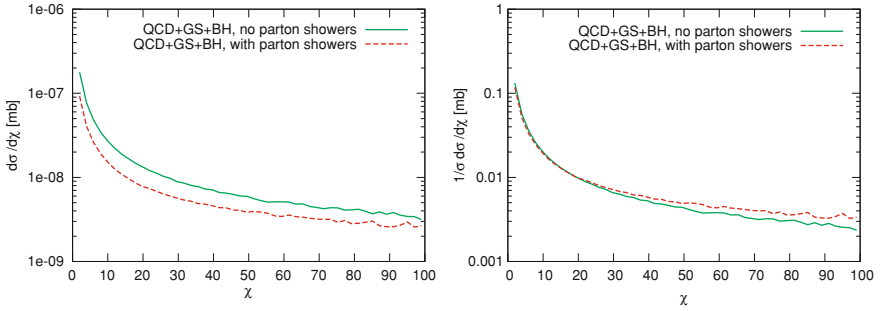 1e-06
1e-07
1e-08
1e-09
dσ/dχ [mb]
QCD+GS+BH, no parton showers
QCD+GS+BH, with parton showers
0 10 20 30 40 50 60 70 80 90 100
χ
1
0.1
0.01
0.001
1/σ dσ/dχ [mb]
QCD+GS+BH, no parton showers
QCD+GS+BH, with parton showers
0 10 20 30 40 50 60 70 80 90 100
χ